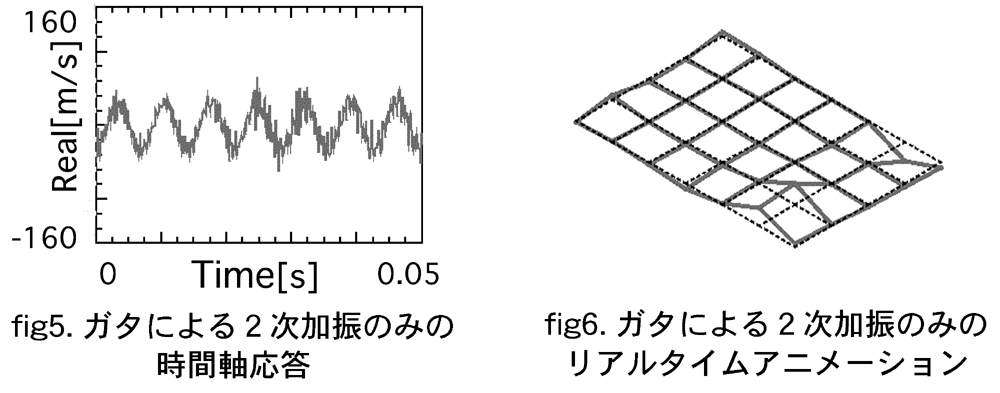 160
Real[m/s]
-160
0
Time[s]
0.05
fig5. ガタによる2次加振のみの
時間軸応答
fig6. ガタによる2次加振のみの
リアルタイムアニメーション